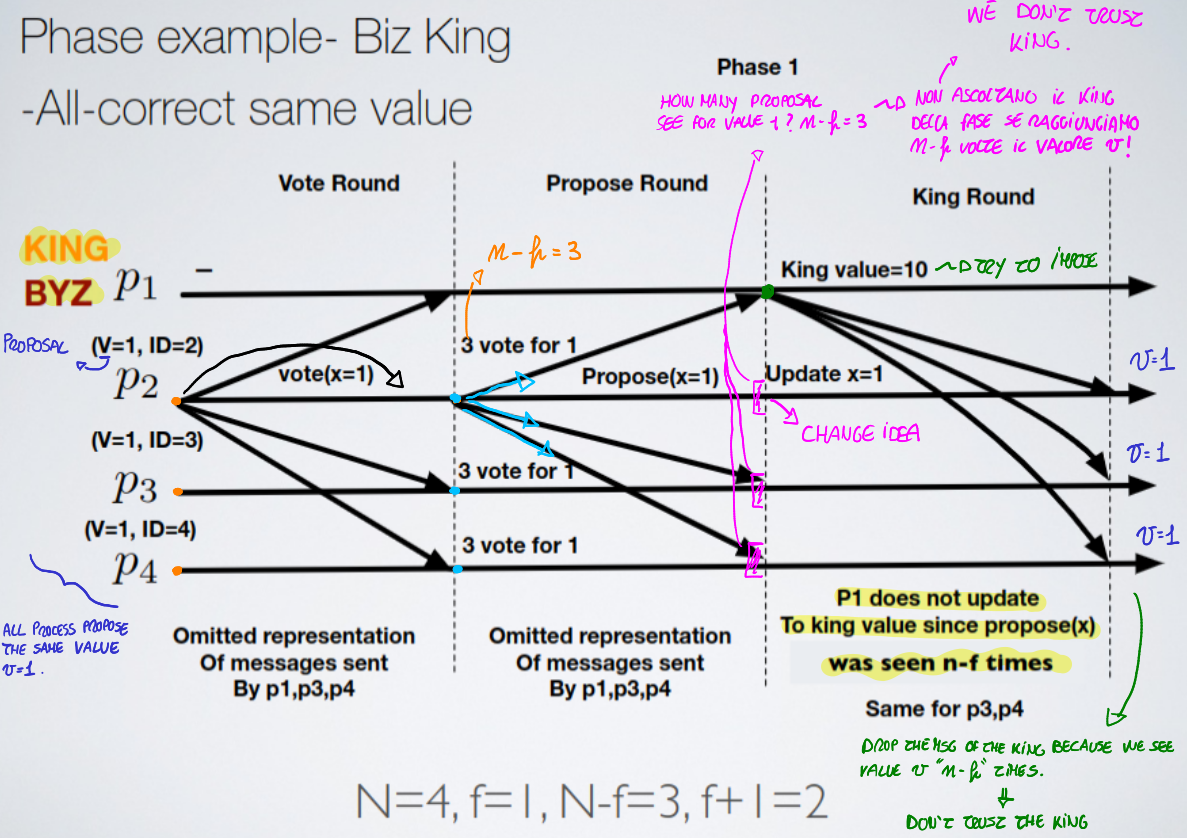 Phase example- Biz King
-All-correct same value
WE DON'T TRUST
KING.
Phase 1
HOW MANY PROPOSAL
SEE FOR VALUE 1? n-f=3
NON ASCOLTANO IL KING
DELLA FASE SE RAGGIUNGIAMO
n-f VOLTE IL VALORE v!
Vote Round
Propose Round
King Round
KING
BYZ
p1
–
n-f=3
King value=10
TRY TO IMPOSE
PROPOSAL
(V=1, ID=2)
p2
vote(x=1)
3 vote for 1
Propose(x=1)
Update x=1
v=1
CHANGE IDEA
(V=1, ID=3)
p3
3 vote for 1
v=1
(V=1, ID=4)
p4
3 vote for 1
v=1
ALL PROCESS PROPOSE
THE SAME VALUE
v=1.
Omitted representation
Of messages sent
By p1,p3,p4
Omitted representation
Of messages sent
By p1,p3,p4
P1 does not update
To king value since propose(x)
was seen n-f times
Same for p3,p4
DROP THE MSG OF THE KING BECAUSE WE SEE
VALUE v "n-f" TIMES.
DON'T TRUST THE KING
N=4, f=1, N-f=3, f+1=2